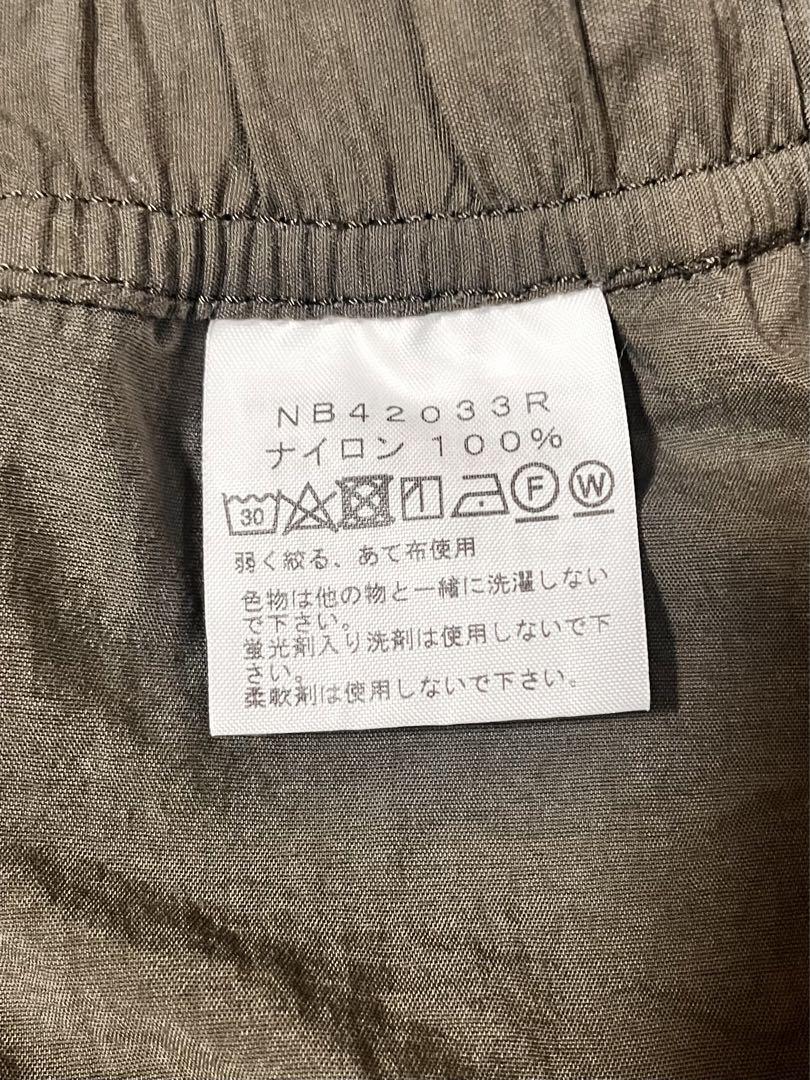 NB42033R
ナイロン 100%
30 F W
弱く絞る、あて布使用
色物は他の物と一緒に洗濯しない
で下さい。
蛍光剤入り洗剤は使用しないで下
さい。
柔軟剤は使用しないで下さい。